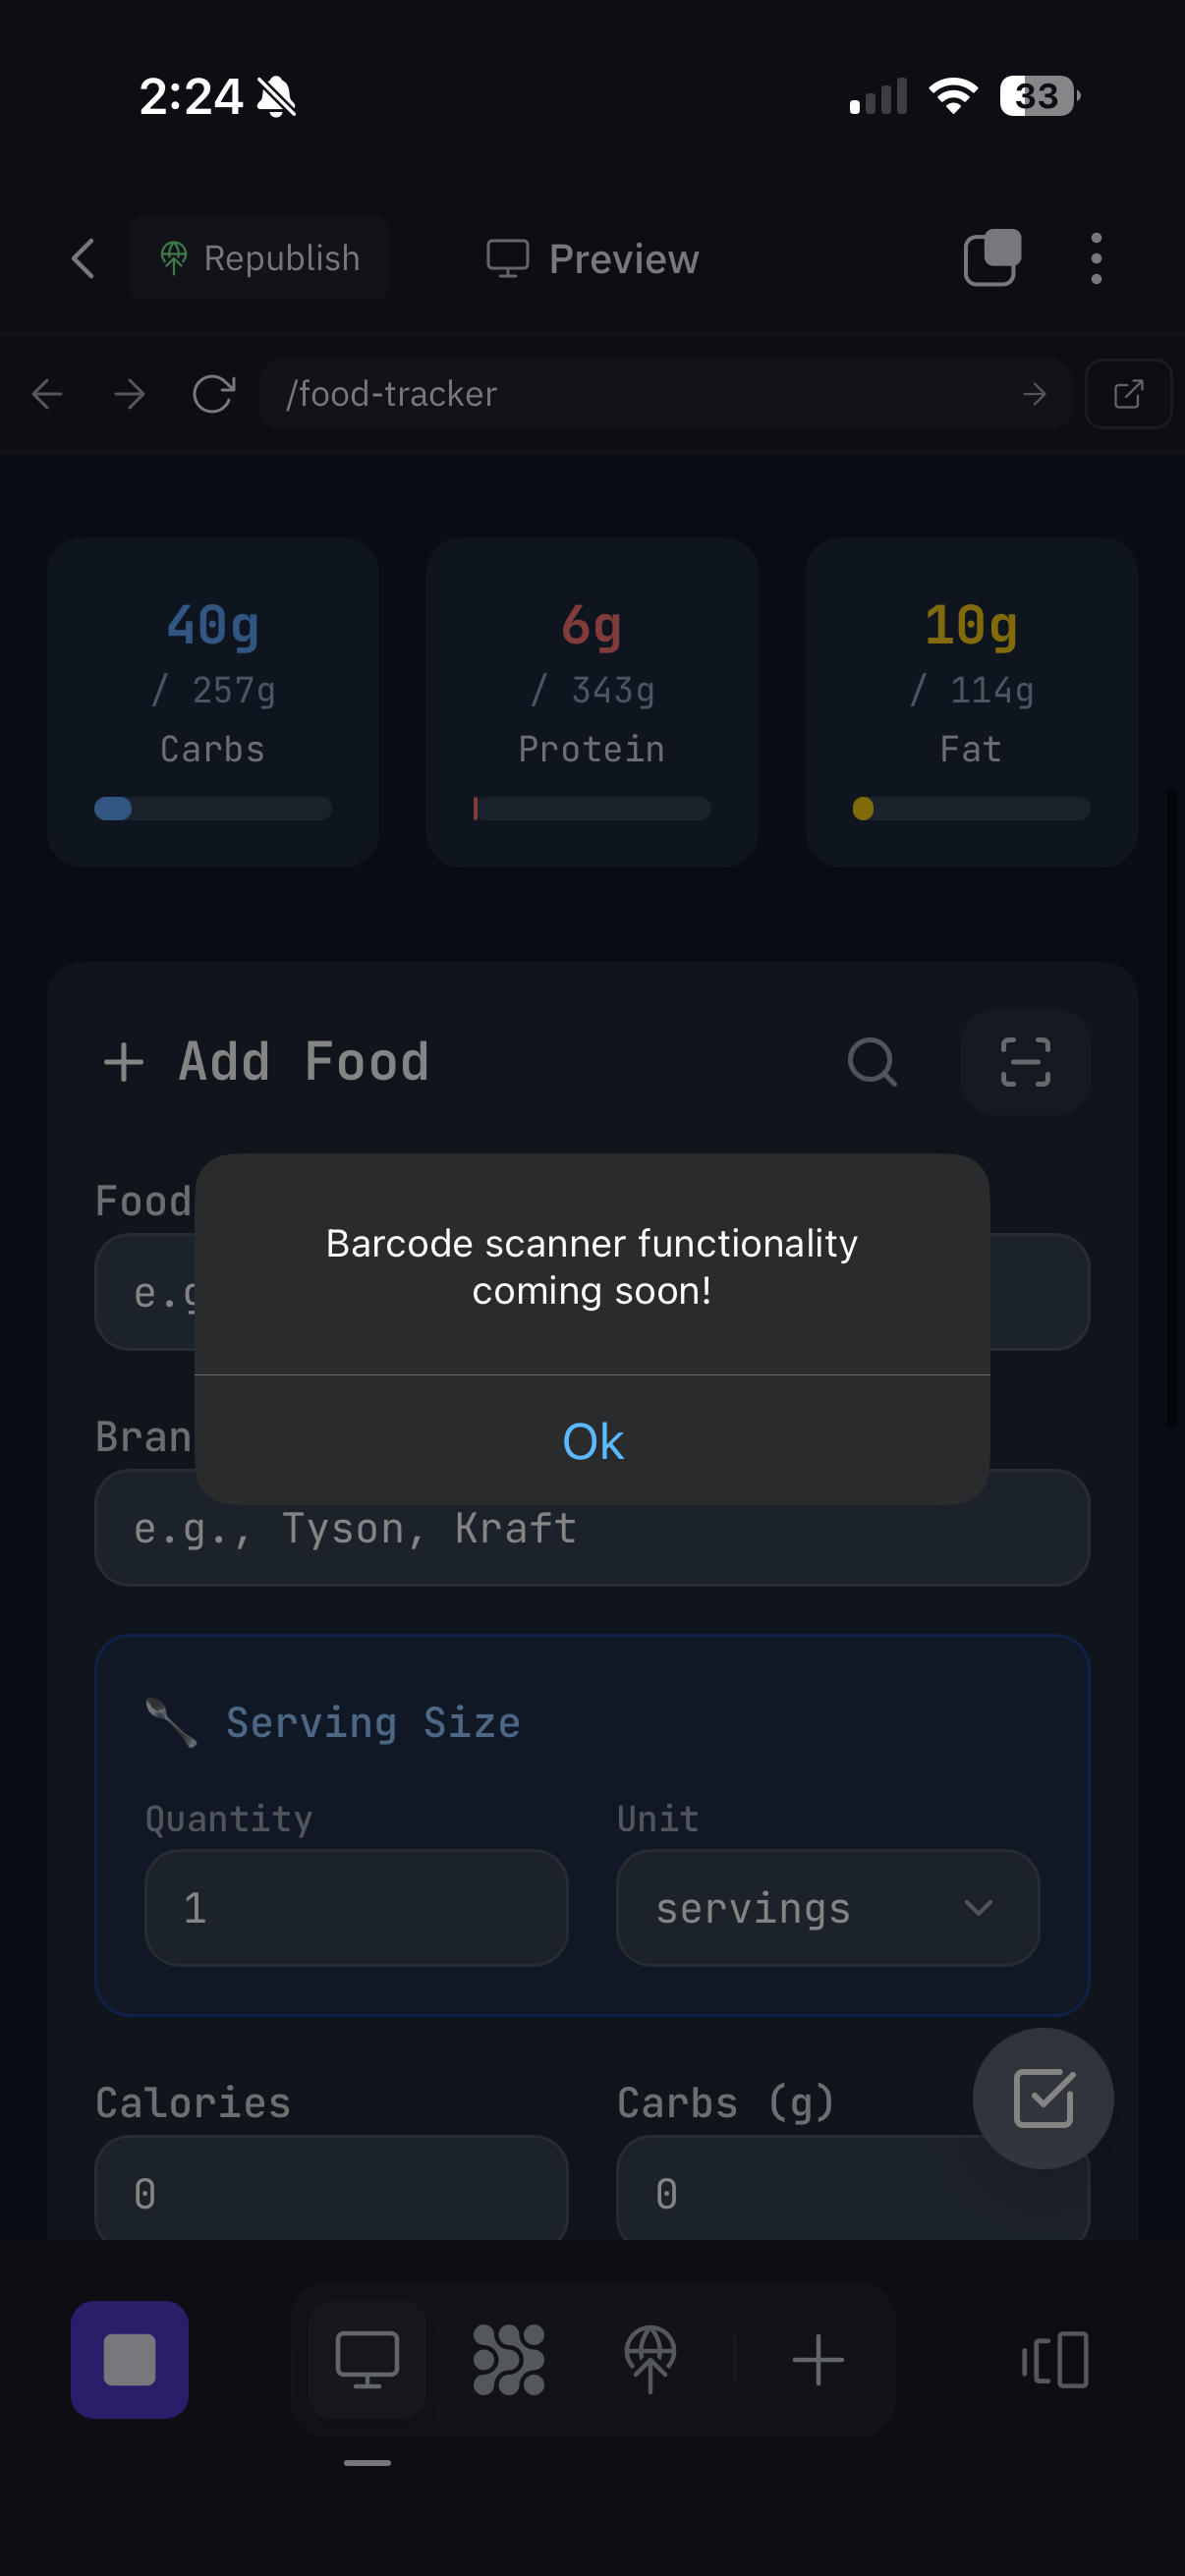 2:24
33
Republish
Preview
/food-tracker
40g
/ 257g
Carbs
6g
/ 343g
Protein
10g
/ 114g
Fat
Add Food
Food
e.g
Barcode scanner functionality
coming soon!
Ok
Bran
e.g., Tyson, Kraft
Serving Size
Quantity
Unit
1
servings
Calories
Carbs (g)
0
0